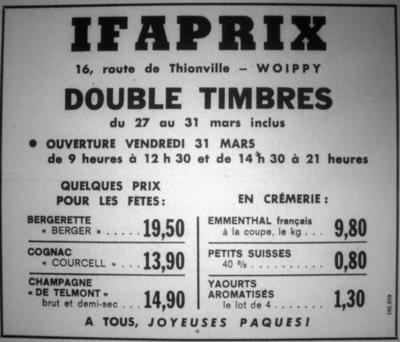 IFAPRIX
16, route de Thionville – WOIPPY
DOUBLE TIMBRES
du 27 au 31 mars inclus
● OUVERTURE VENDREDI 31 MARS
de 9 heures à 12 h 30 et de 14 h 30 à 21 heures
QUELQUES PRIX
POUR LES FETES :
BERGERETTE
« BERGER » ..... 19,50
COGNAC
« COURCELL » . 13,90
CHAMPAGNE
« DE TELMONT »
brut et demi-sec .. 14,90
EN CRÉMERIE :
EMMENTHAL français
à la coupe, le kg ... 9,80
PETITS SUISSES
40 % .......... 0,80
YAOURTS
AROMATISÉS
le lot de 4 ....... 1,30
A TOUS, JOYEUSES PAQUES!